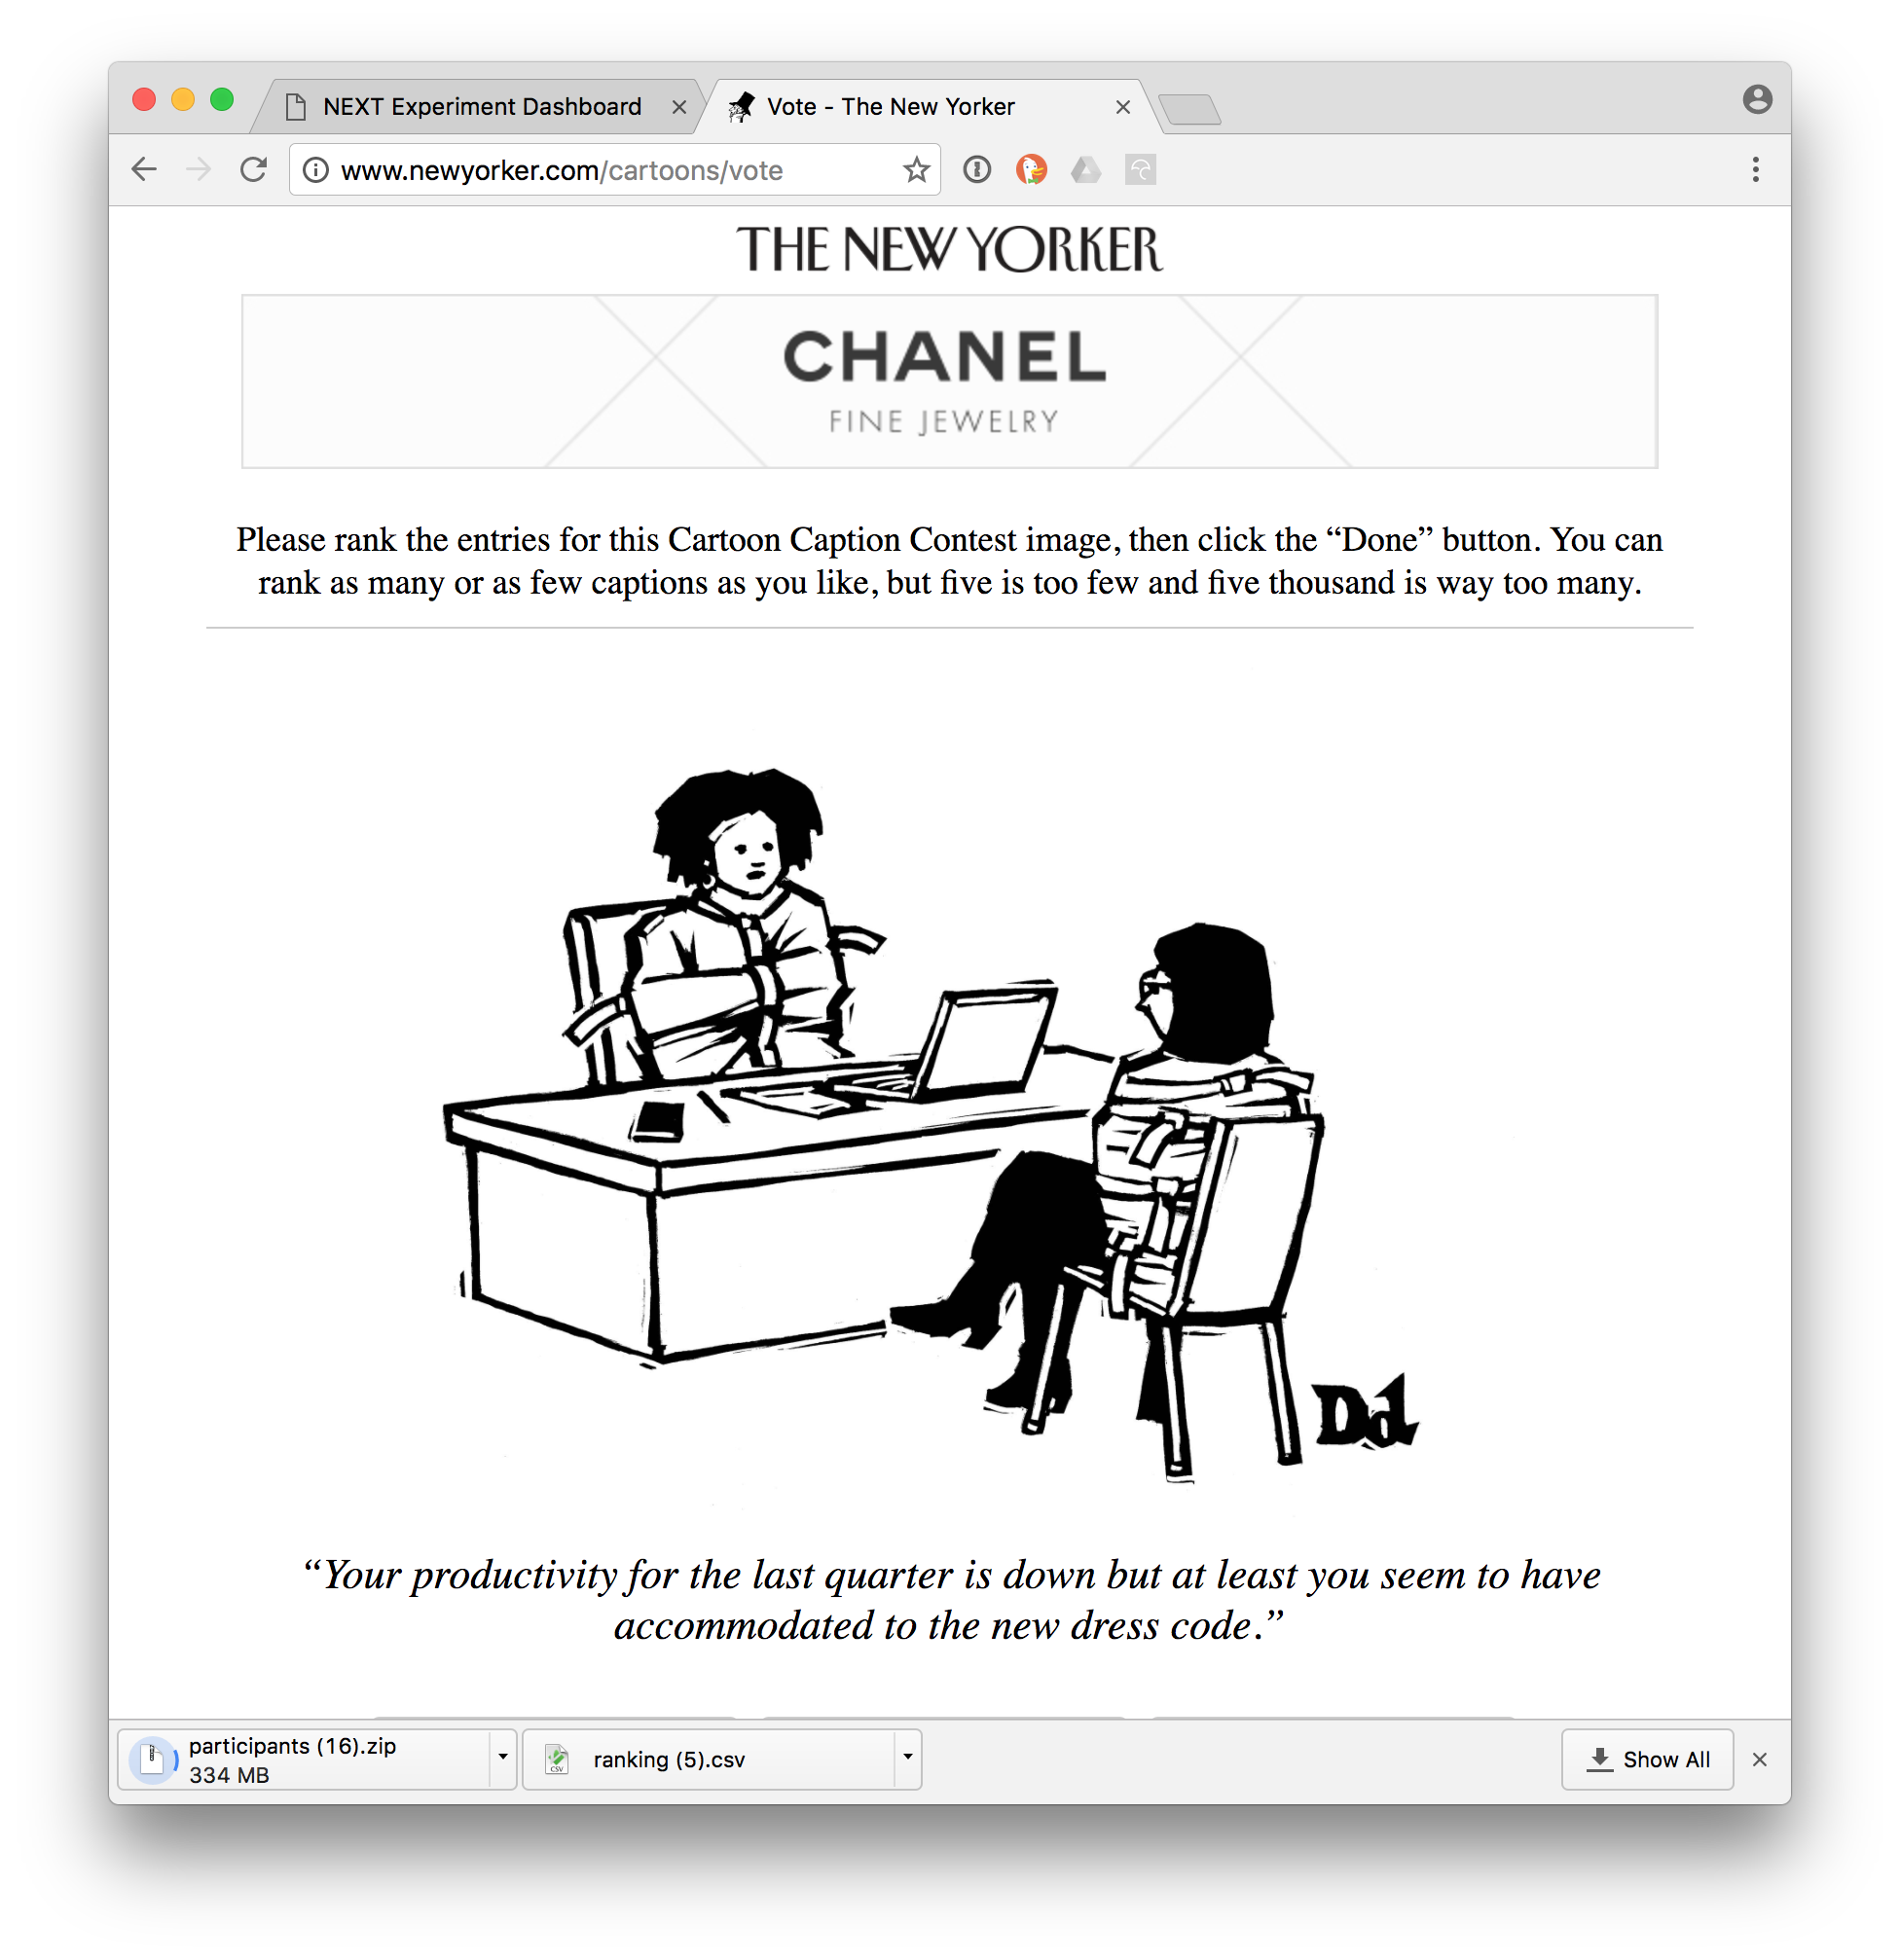 NEXT Experiment Dashboard
Vote - The New Yorker
www.newyorker.com/cartoons/vote
THE NEW YORKER
CHANEL
FINE JEWELRY
Please rank the entries for this Cartoon Caption Contest image, then click the “Done” button. You can
rank as many or as few captions as you like, but five is too few and five thousand is way too many.
Dd
“Your productivity for the last quarter is down but at least you seem to have
accommodated to the new dress code.”
participants (16).zip
334 MB
CSV
ranking (5).csv
Show All